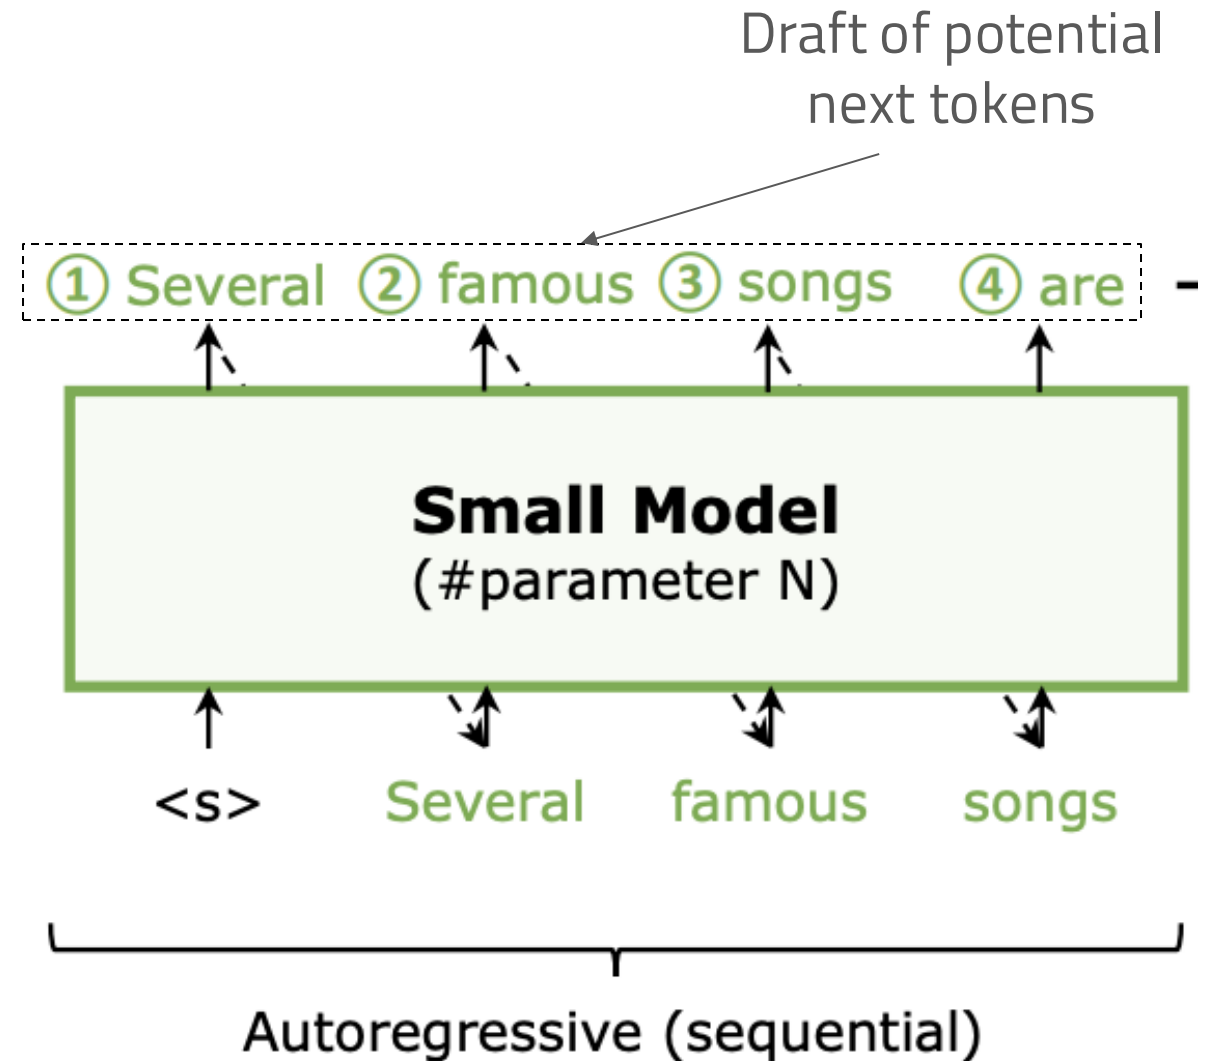 Draft of potential
next tokens
① Several ② famous ③ songs ④ are -
Small Model
(#parameter N)
<s> Several famous songs
Autoregressive (sequential)